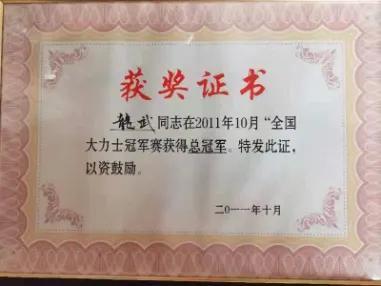 获奖证书
龍武同志在2011年10月“全国
大力士冠军赛获得总冠军。特发此证，
以资鼓励。
二0一一年十月